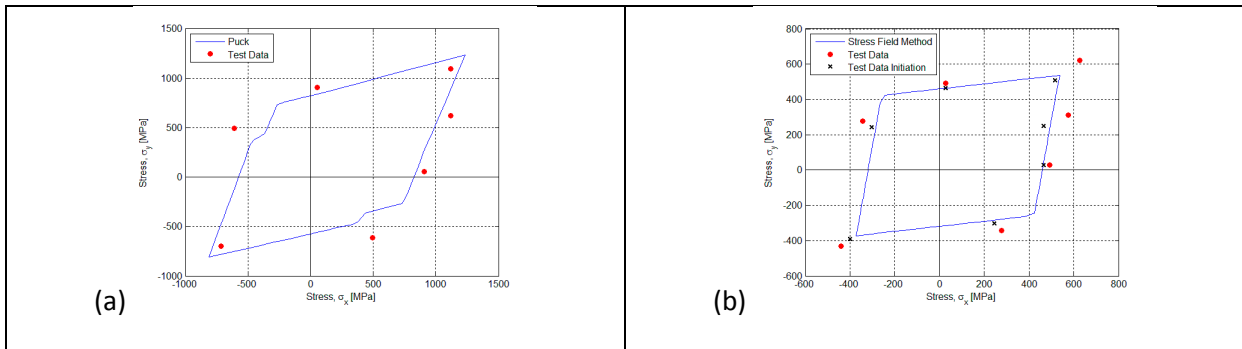 1500
1000
500
0
-500
-1000
-1000
-500
0
500
1000
1500
Puck
Test Data
Stress, σy [MPa]
Stress, σx [MPa]
(a)
800
600
400
200
0
-200
-400
-600
-600
-400
-200
0
200
400
600
800
Stress Field Method
Test Data
Test Data Initiation
Stress, σy [MPa]
Stress, σx [MPa]
(b)